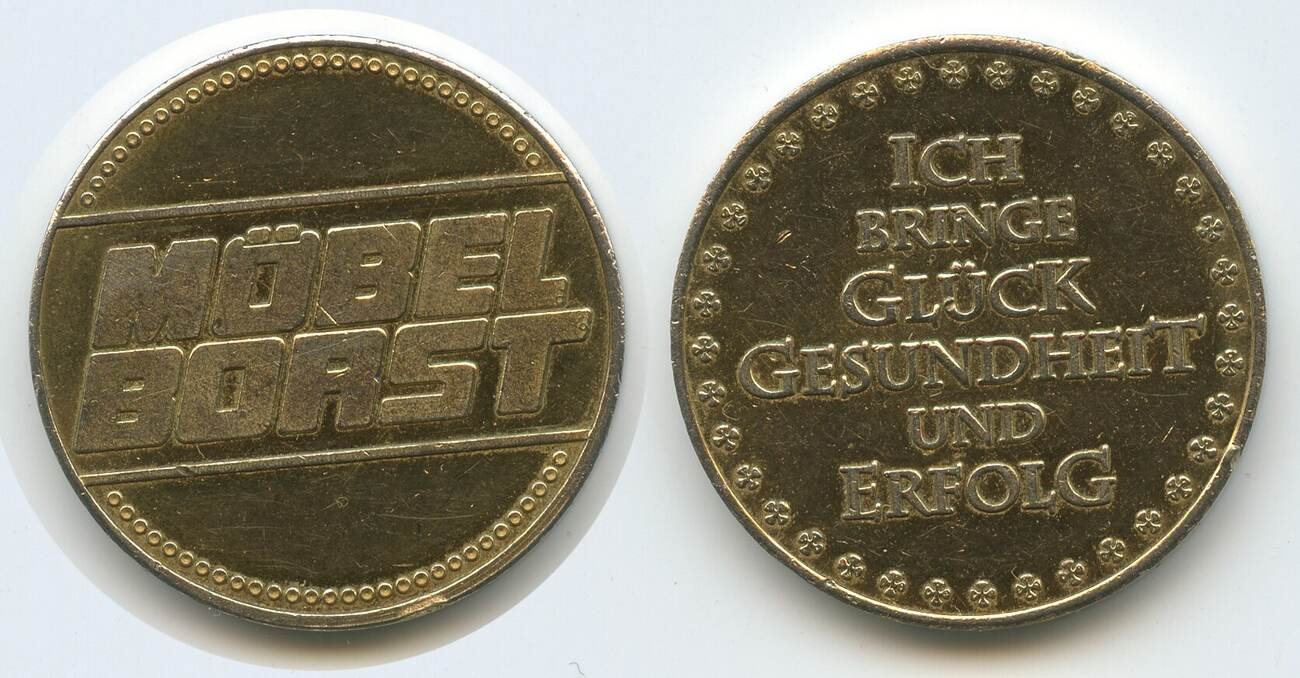 MÖBEL
BORST
ICH
BRINGE
GLÜCK
GESUNDHEIT
UND
ERFOLG